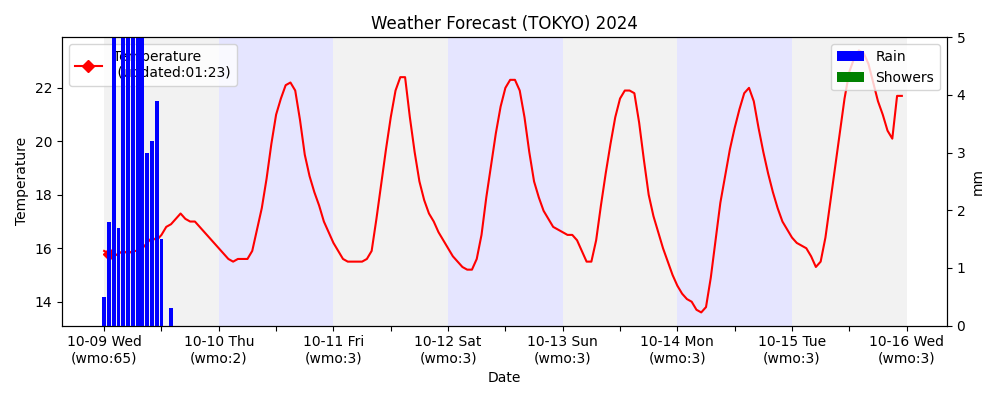 Weather Forecast (TOKYO) 2024
Temperature
(updated:01:23)
Rain
Showers
Temperature
22
20
18
16
14
5
4
3
2
1
0
mm
10-09 Wed
(wmo:65)
10-10 Thu
(wmo:2)
10-11 Fri
(wmo:3)
10-12 Sat
(wmo:3)
10-13 Sun
(wmo:3)
10-14 Mon
(wmo:3)
10-15 Tue
(wmo:3)
10-16 Wed
(wmo:3)
Date